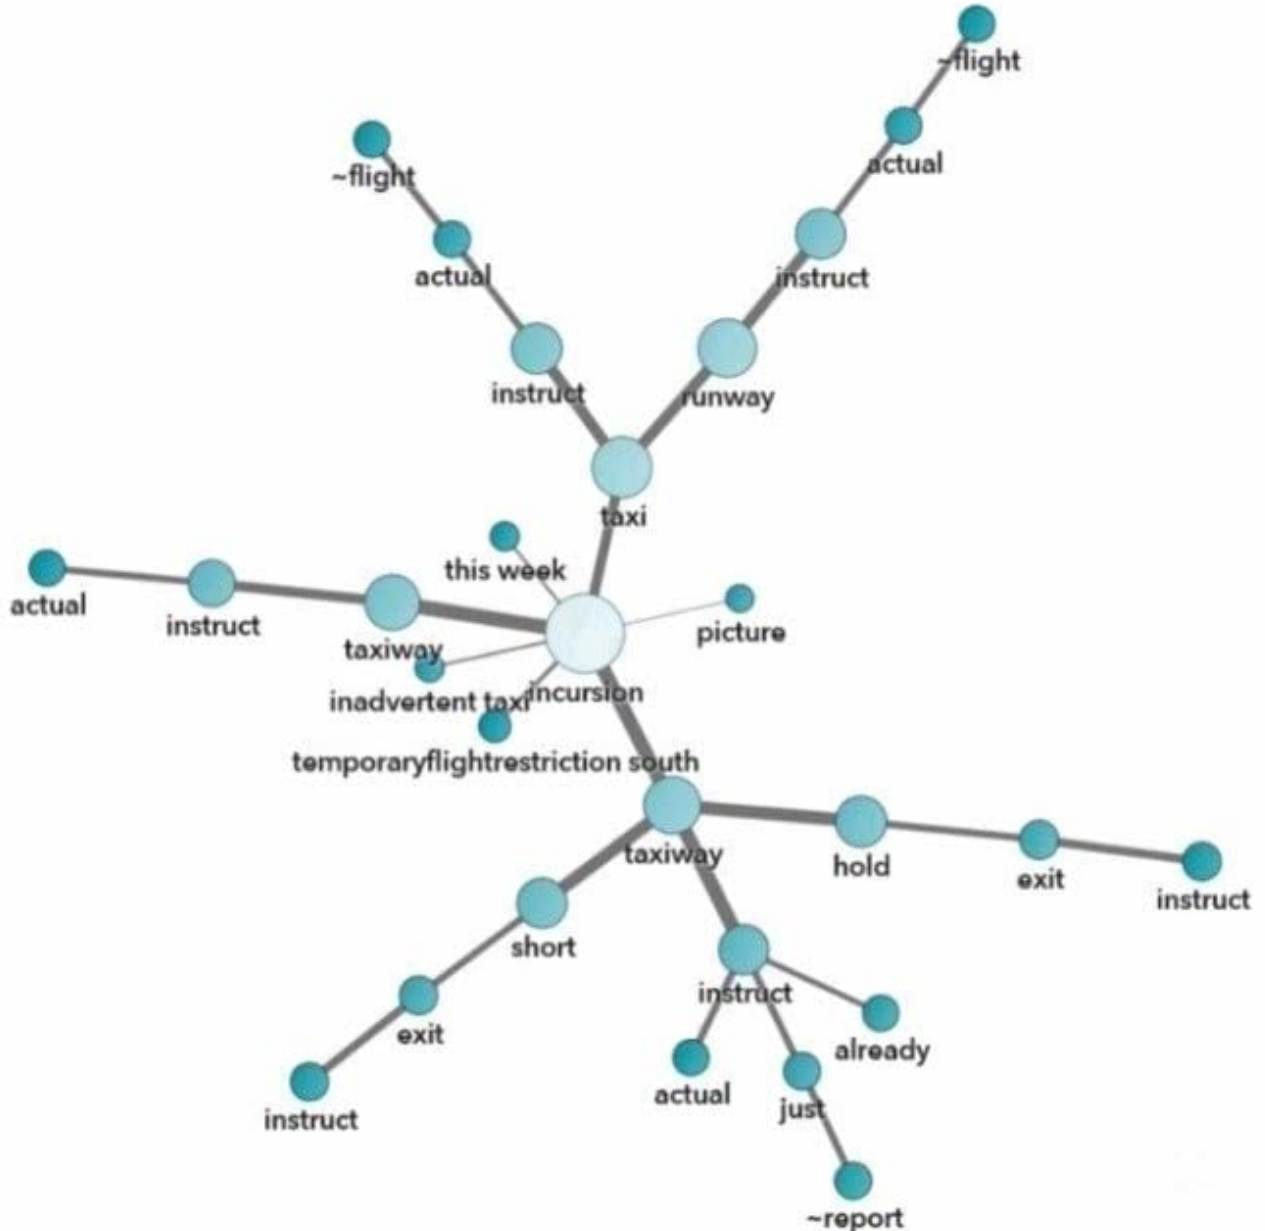 ~flight
actual
~flight
actual
instruct
instruct
runway
taxi
this week
actual
instruct
picture
taxiway
incursion
inadvertent taxi
temporaryflightrestriction south
taxiway
hold
exit
instruct
short
instruct
exit
already
actual
just
instruct
~report